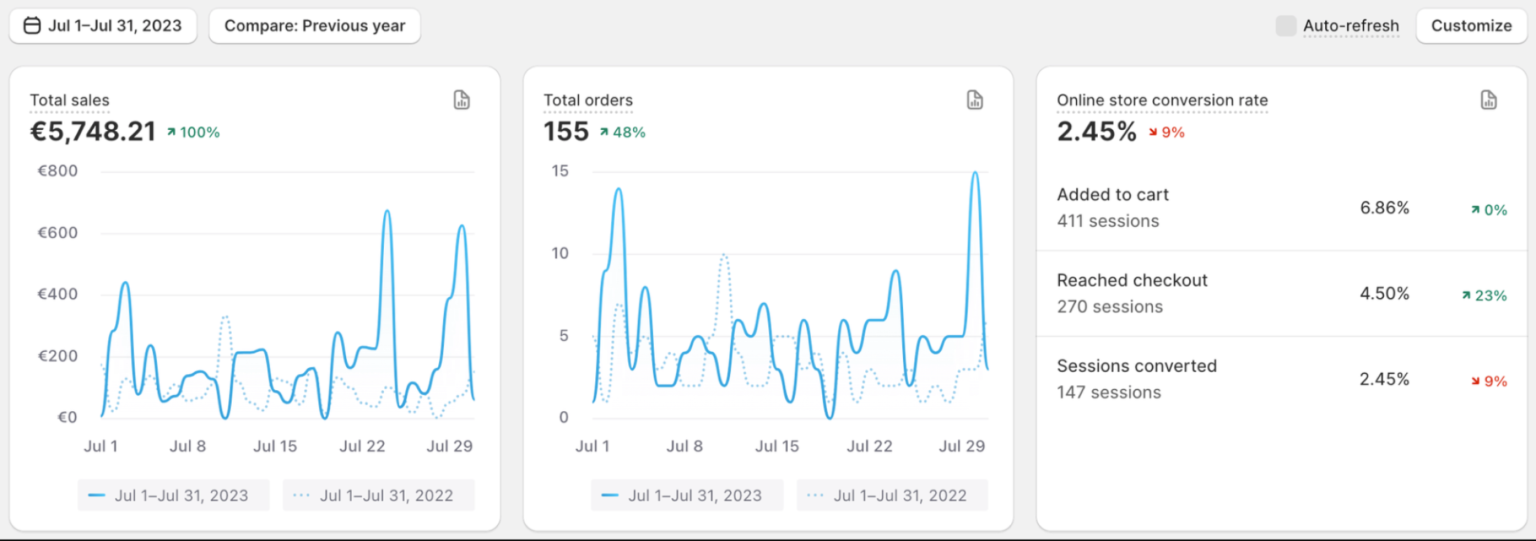 Jul 1–Jul 31, 2023
Compare: Previous year
Auto-refresh
Customize
Total sales
€5,748.21 100%
€800
€600
€400
€200
€0
Jul 1 Jul 8 Jul 15 Jul 22 Jul 29
Jul 1–Jul 31, 2023 Jul 1–Jul 31, 2022
Total orders
155 48%
15
10
5
0
Jul 1 Jul 8 Jul 15 Jul 22 Jul 29
Jul 1–Jul 31, 2023 Jul 1–Jul 31, 2022
Online store conversion rate
2.45% 9%
Added to cart
411 sessions
6.86% 0%
Reached checkout
270 sessions
4.50% 23%
Sessions converted
147 sessions
2.45% 9%